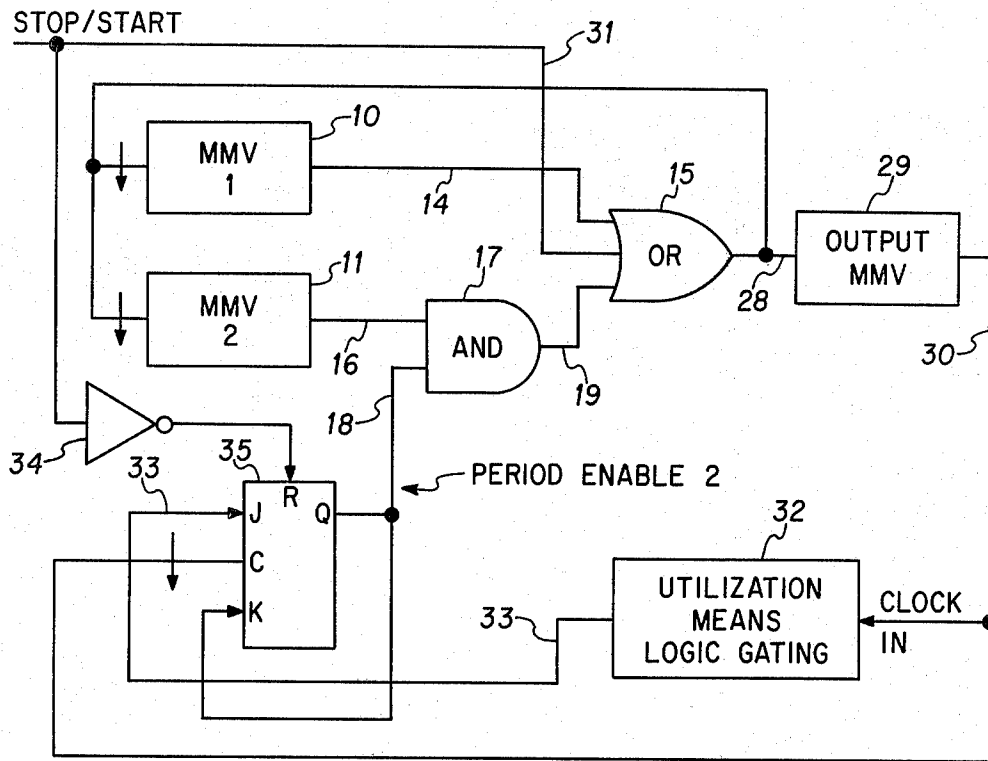 STOP/START
31
10
MMV
1
14
15
OR
29
OUTPUT
MMV
28
30
11
MMV
2
16
17
AND
19
18
34
33
35
R
J
Q
C
K
PERIOD ENABLE 2
32
UTILIZATION
MEANS
LOGIC GATING
33
CLOCK
IN